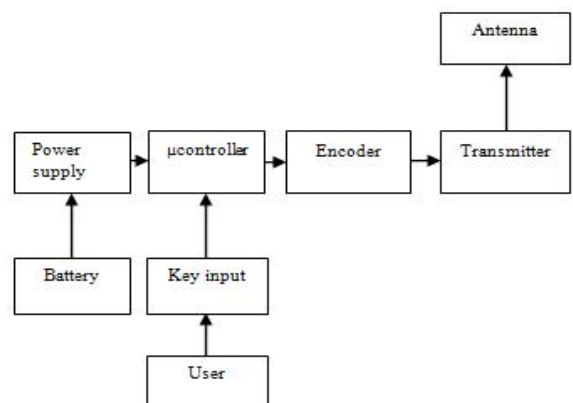 Antenna
Power
supply
μcontroller
Encoder
Transmitter
Battery
Key input
User